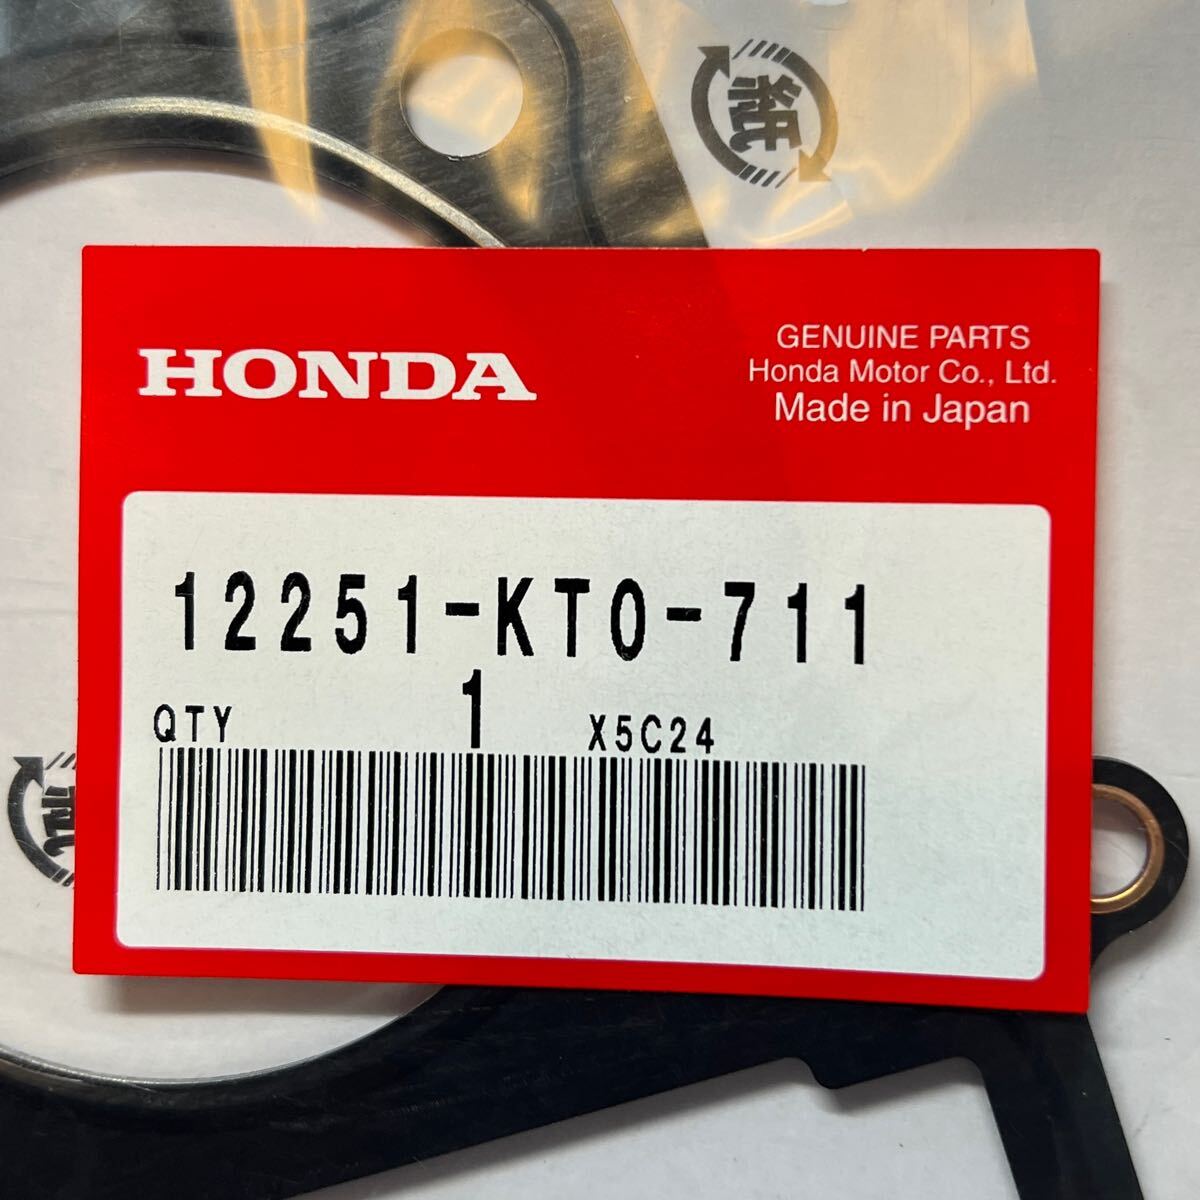 HONDA
GENUINE PARTS
Honda Motor Co., Ltd.
Made in Japan
12251-KT0-711
QTY 1 X5C24